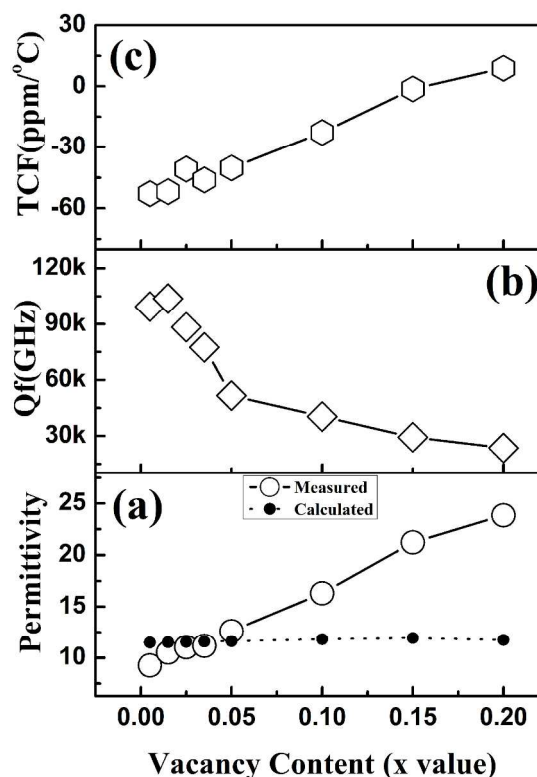 30
(c)
0
-30
-60
TCF(ppm/°C)
120k
(b)
90k
60k
30k
Qf(GHz)
Measured
Calculated
(a)
25
20
15
10
Permittivity
0.00 0.05 0.10 0.15 0.20
Vacancy Content (x value)